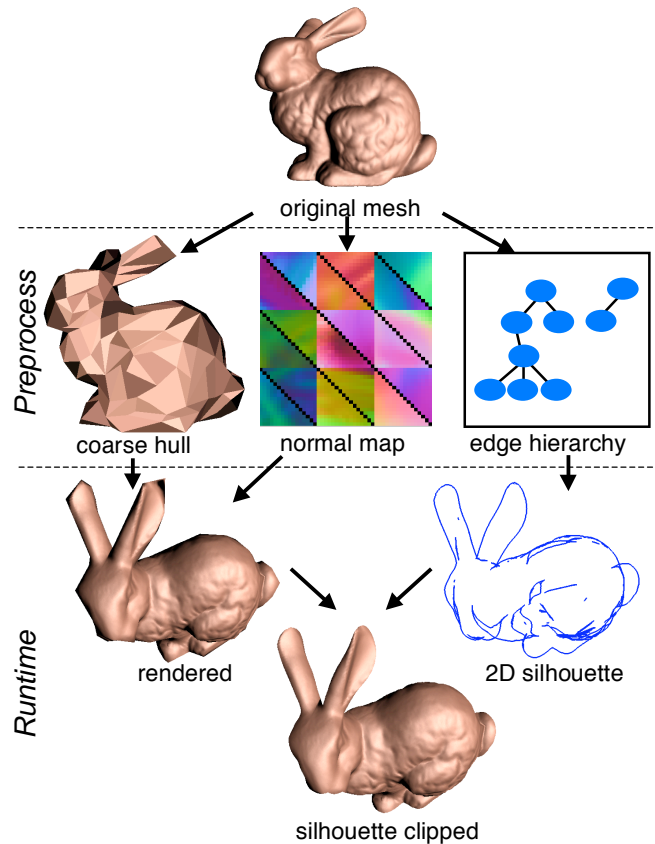 original mesh
Preprocess
coarse hull
normal map
edge hierarchy
Runtime
rendered
2D silhouette
silhouette clipped